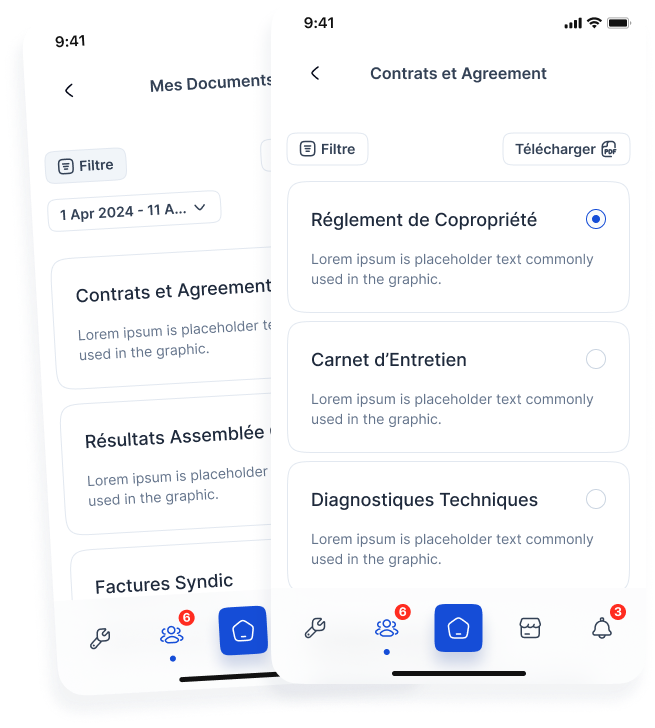 9:41
Mes Documents
Filtre
1 Apr 2024 - 11 A...
Contrats et Agreement
Lorem ipsum is placeholder
used in the graphic.
Résultats Assemblée
Lorem ipsum is placeholder
used in the graphic.
Factures Syndic
6
9:41
Contrats et Agreement
Filtre
Télécharger PDF
Réglement de Copropriété
Lorem ipsum is placeholder text commonly
used in the graphic.
Carnet d’Entretien
Lorem ipsum is placeholder text commonly
used in the graphic.
Diagnostiques Techniques
Lorem ipsum is placeholder text commonly
used in the graphic.
6
3